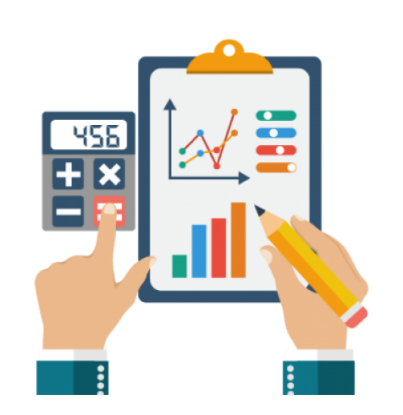 456
+ ×
− =